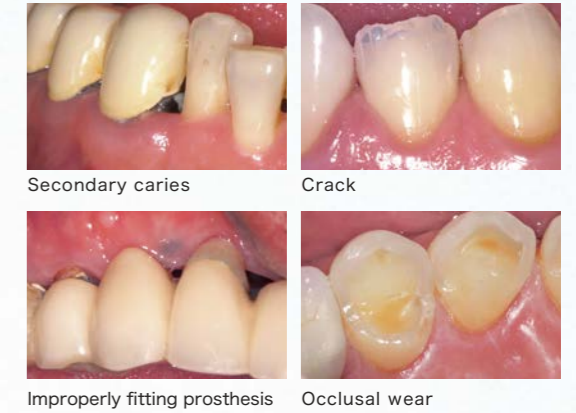 Secondary caries
Crack
Improperly fitting prosthesis
Occlusal wear